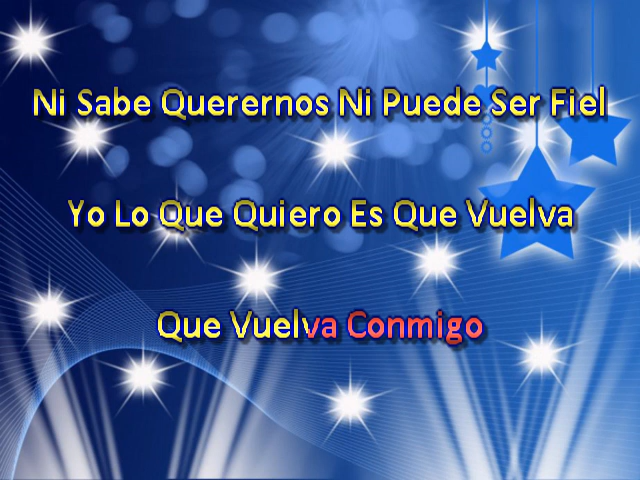 Ni Sabe Querernos Ni Puede Ser Fiel
Yo Lo Que Quiero Es Que Vuelva
Que Vuelva Conmigo